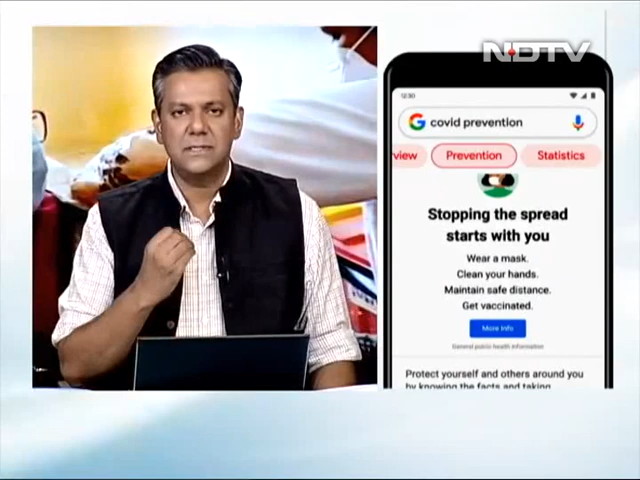 NDTV
12:30
covid prevention
rview Prevention Statistics
Stopping the spread
starts with you
Wear a mask.
Clean your hands.
Maintain safe distance.
Get vaccinated.
More Info
General public health information
Protect yourself and others around you
by knowing the facts and taking